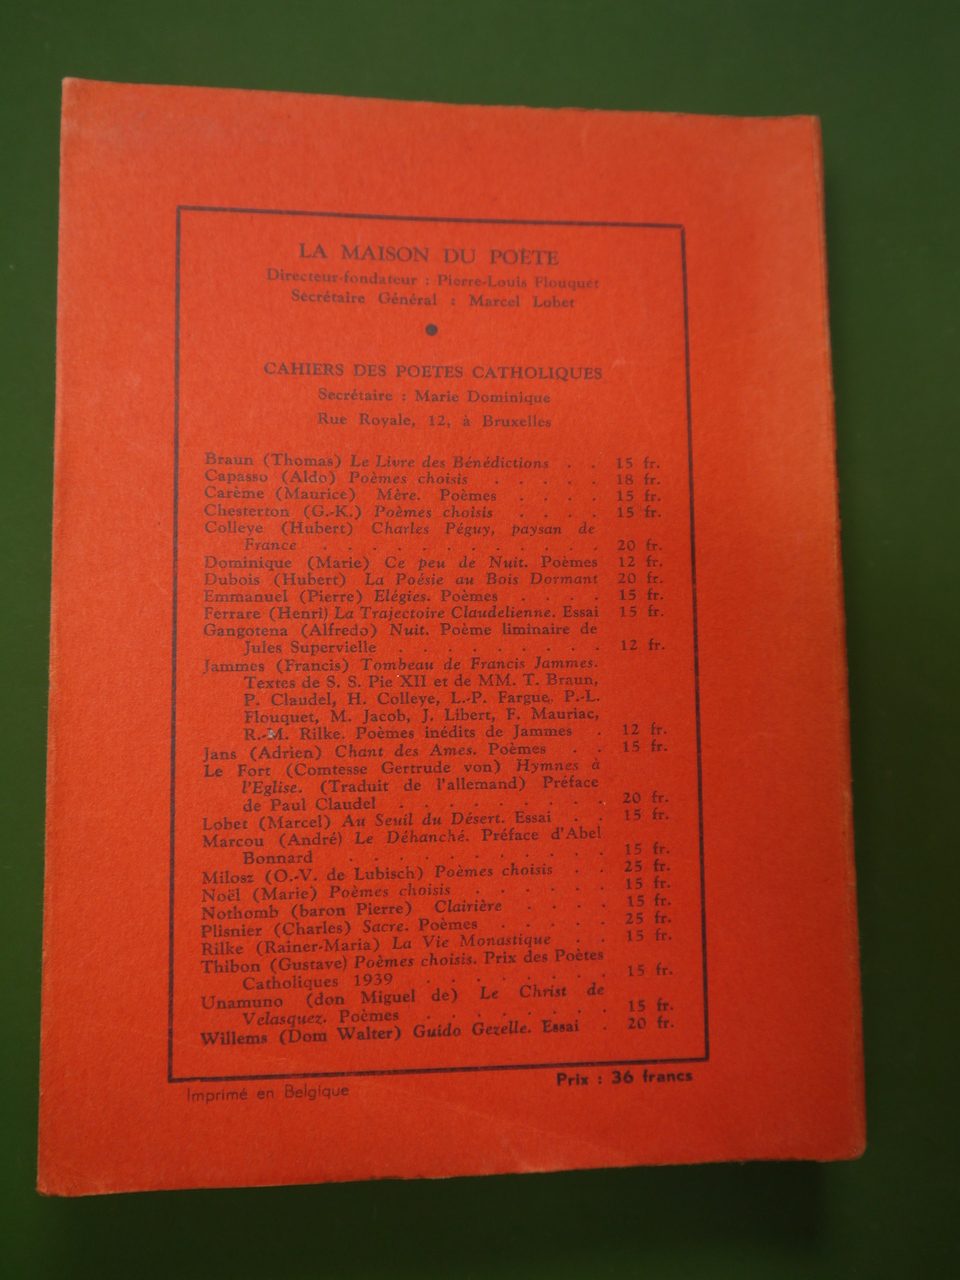 LA MAISON DU POETE
Directeur-fondateur : Pierre-Louis Flouquet
Secrétaire Général : Marcel Lobet
●
CAHIERS DES POETES CATHOLIQUES
Secrétaire : Marie Dominique
Rue Royale, 12, à Bruxelles
Braun (Thomas) Le Livre des Bénédictions . . 15 fr.
Capasso (Aldo) Poèmes choisis . . . . . 18 fr.
Carème (Maurice) Mère. Poèmes . . . . 15 fr.
Chesterton (G.-K.) Poèmes choisis . . . . 15 fr.
Colleye (Hubert) Charles Péguy, paysan de
France . . . . . . . . . . . . 20 fr.
Dominique (Marie) Ce peu de Nuit. Poèmes 12 fr.
Dubois (Hubert) La Poésie au Bois Dormant 20 fr.
Emmanuel (Pierre) Elégies. Poèmes . . . . 15 fr.
Ferrare (Henri) La Trajectoire Claudelienne. Essai 15 fr.
Gangotena (Alfredo) Nuit. Poème liminaire de
Jules Supervielle . . . . . . . . . 12 fr.
Jammes (Francis) Tombeau de Francis Jammes.
Textes de S. S. Pie XII et de MM. T. Braun,
P. Claudel, H. Colleye, L.-P. Fargue, P.-L.
Flouquet, M. Jacob, J. Libert, F. Mauriac,
R.-M. Rilke. Poèmes inédits de Jammes . 12 fr.
Jans (Adrien) Chant des Ames. Poèmes . . 15 fr.
Le Fort (Comtesse Gertrude von) Hymnes à
l'Eglise. (Traduit de l'allemand) Préface
de Paul Claudel . . . . . . . . . 20 fr.
Lobet (Marcel) Au Seuil du Désert. Essai . . 15 fr.
Marcou (André) Le Déhanché. Préface d'Abel
Bonnard . . . . . . . . . . . 15 fr.
Milosz (O.-V. de Lubisch) Poèmes choisis . . 25 fr.
Noël (Marie) Poèmes choisis . . . . . . 15 fr.
Nothomb (baron Pierre) Clairière . . . . 15 fr.
Plisnier (Charles) Sacre. Poèmes . . . . . 25 fr.
Rilke (Rainer-Maria) La Vie Monastique . . 15 fr.
Thibon (Gustave) Poèmes choisis. Prix des Poètes
Catholiques 1939 . . . . . . . . 15 fr.
Unamuno (don Miguel de) Le Christ de
Velasquez. Poèmes . . . . . . . . 15 fr.
Willems (Dom Walter) Guido Gezelle. Essai . 20 fr.
Imprimé en Belgique
Prix : 36 francs